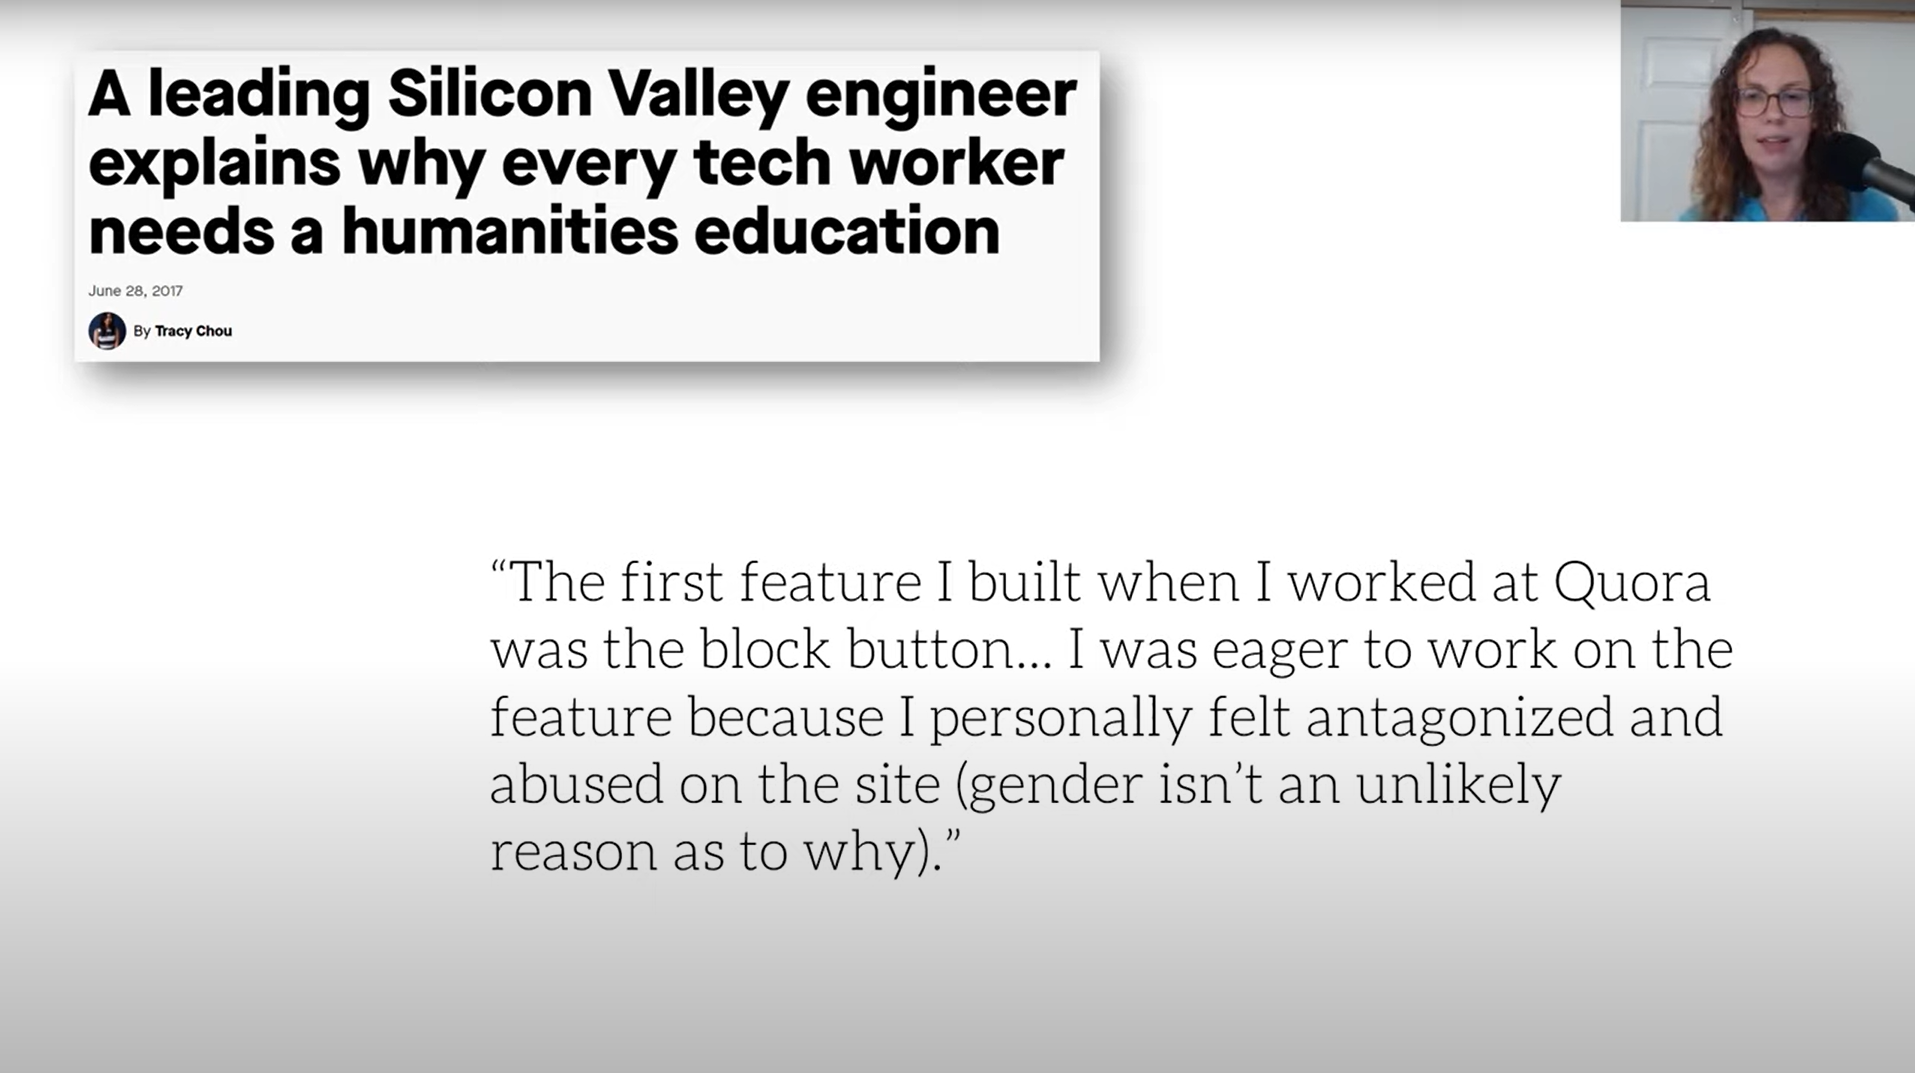 A leading Silicon Valley engineer
explains why every tech worker
needs a humanities education
June 28, 2017
By Tracy Chou
“The first feature I built when I worked at Quora
was the block button... I was eager to work on the
feature because I personally felt antagonized and
abused on the site (gender isn’t an unlikely
reason as to why).”